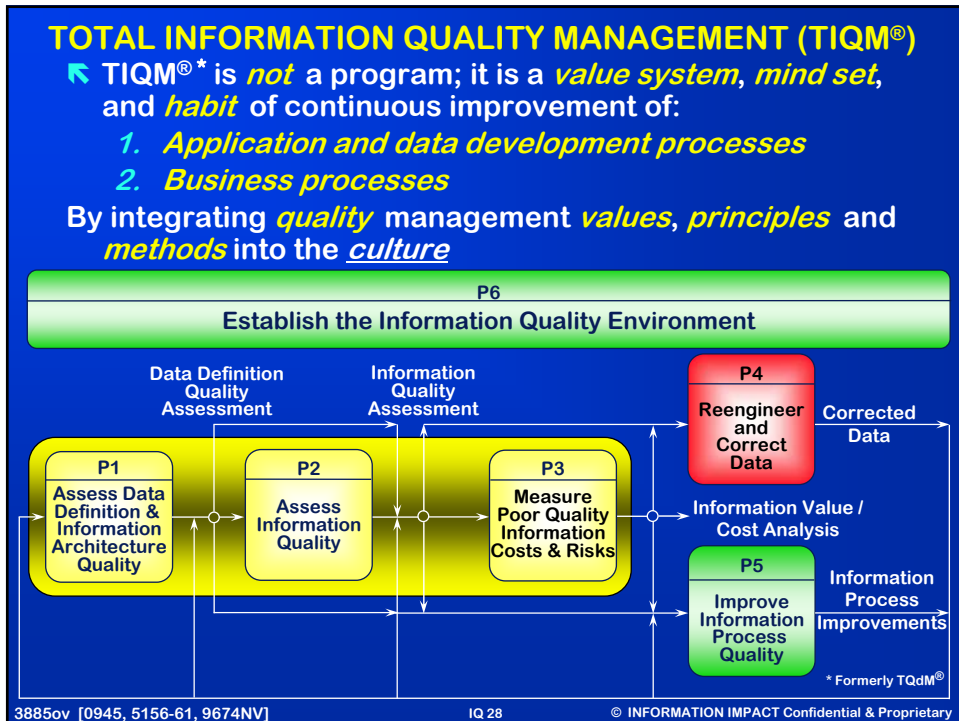 TOTAL INFORMATION QUALITY MANAGEMENT (TIQM®)
TIQM®* is not a program; it is a value system, mind set,
and habit of continuous improvement of:
1. Application and data development processes
2. Business processes
By integrating quality management values, principles and
methods into the culture
P6
Establish the Information Quality Environment
Data Definition
Quality
Assessment
Information
Quality
Assessment
P4
Reengineer
and
Correct
Data
Corrected
Data
P1
Assess Data
Definition &
Information
Architecture
Quality
P2
Assess
Information
Quality
P3
Measure
Poor Quality
Information
Costs & Risks
Information Value /
Cost Analysis
P5
Improve
Information
Process
Quality
Information
Process
Improvements
* Formerly TQdM®
3885ov [0945, 5156-61, 9674NV]
IQ 28
© INFORMATION IMPACT Confidential & Proprietary